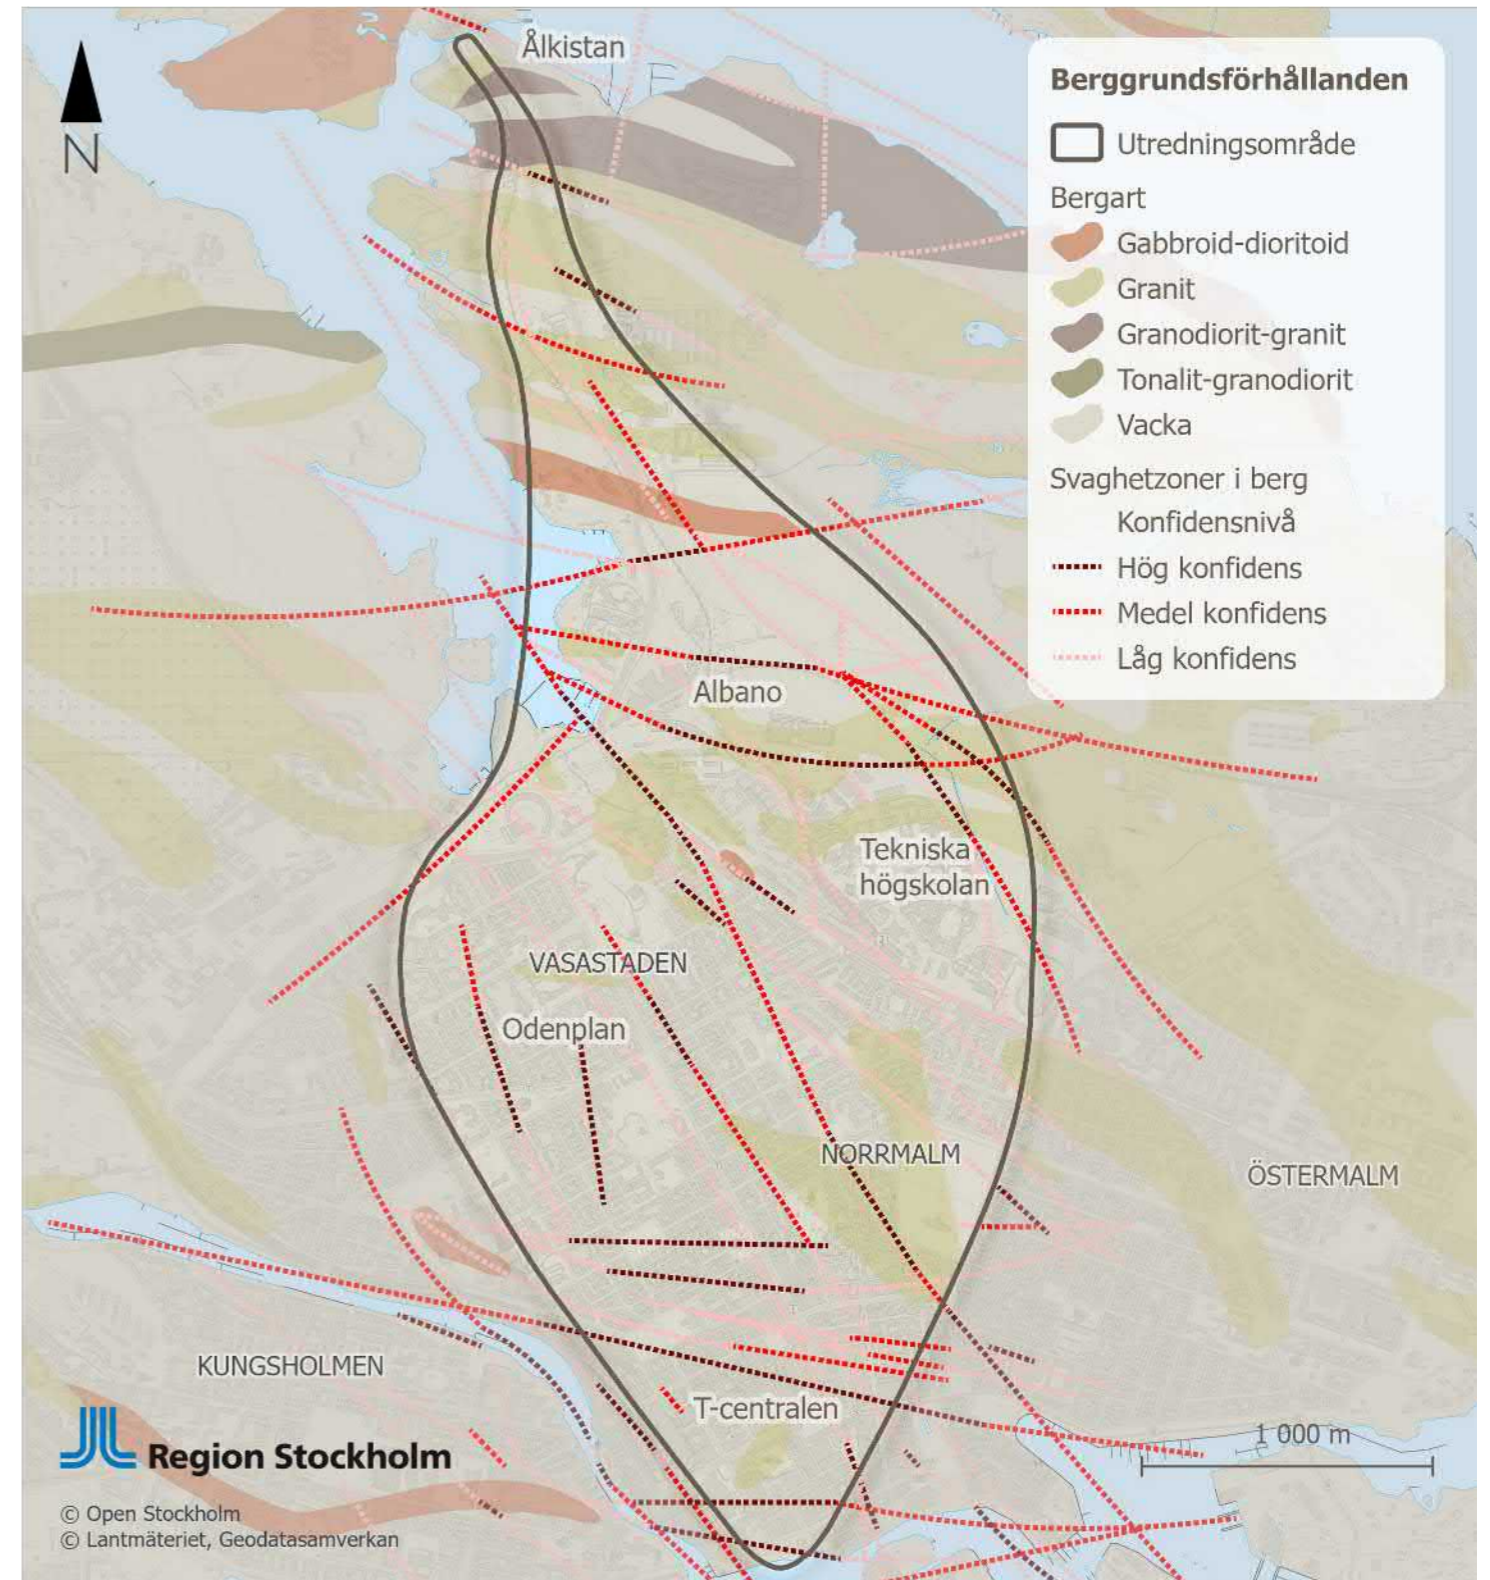 Ålkistan
N
Berggrundsförhållanden
Utredningsområde
Bergart
Gabbroid-dioritoid
Granit
Granodiorit-granit
Tonalit-granodiorit
Vacka
Svaghetzoner i berg
Konfidensnivå
Hög konfidens
Medel konfidens
Låg konfidens
Albano
Tekniska
högskolan
VASASTADEN
Odenplan
NORRMALM
ÖSTERMALM
KUNGSHOLMEN
T-centralen
1 000 m
Region Stockholm
© Open Stockholm
© Lantmäteriet, Geodatasamverkan